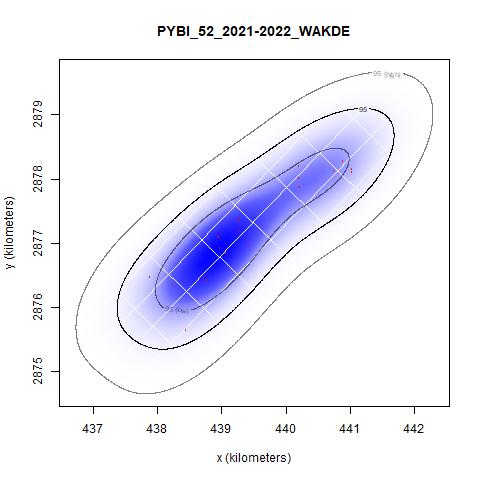 PYBI_52_2021-2022_WAKDE
95 (high)
95
95 (low)
2879
2878
2877
2876
2875
y (kilometers)
437 438 439 440 441 442
x (kilometers)